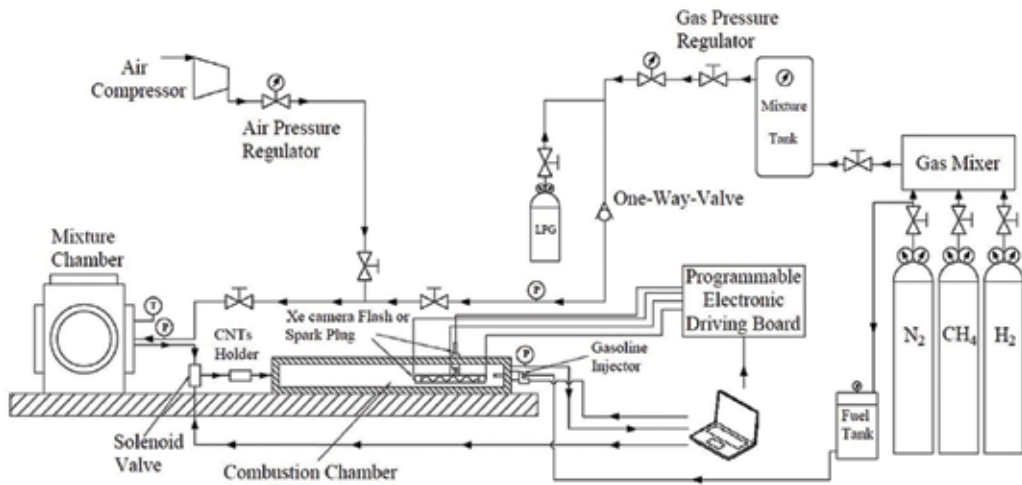 Gas Pressure
Regulator
Air
Compressor
Air Pressure
Regulator
Mixture
Tank
Gas Mixer
LPG
One-Way-Valve
Mixture
Chamber
T
P
P
Programmable
Electronic
Driving Board
Xe camera Flash or
Spark Plug
CNTs
Holder
P
Gasoline
Injector
N2
CH4
H2
Fuel
Tank
Solenoid
Valve
Combustion Chamber